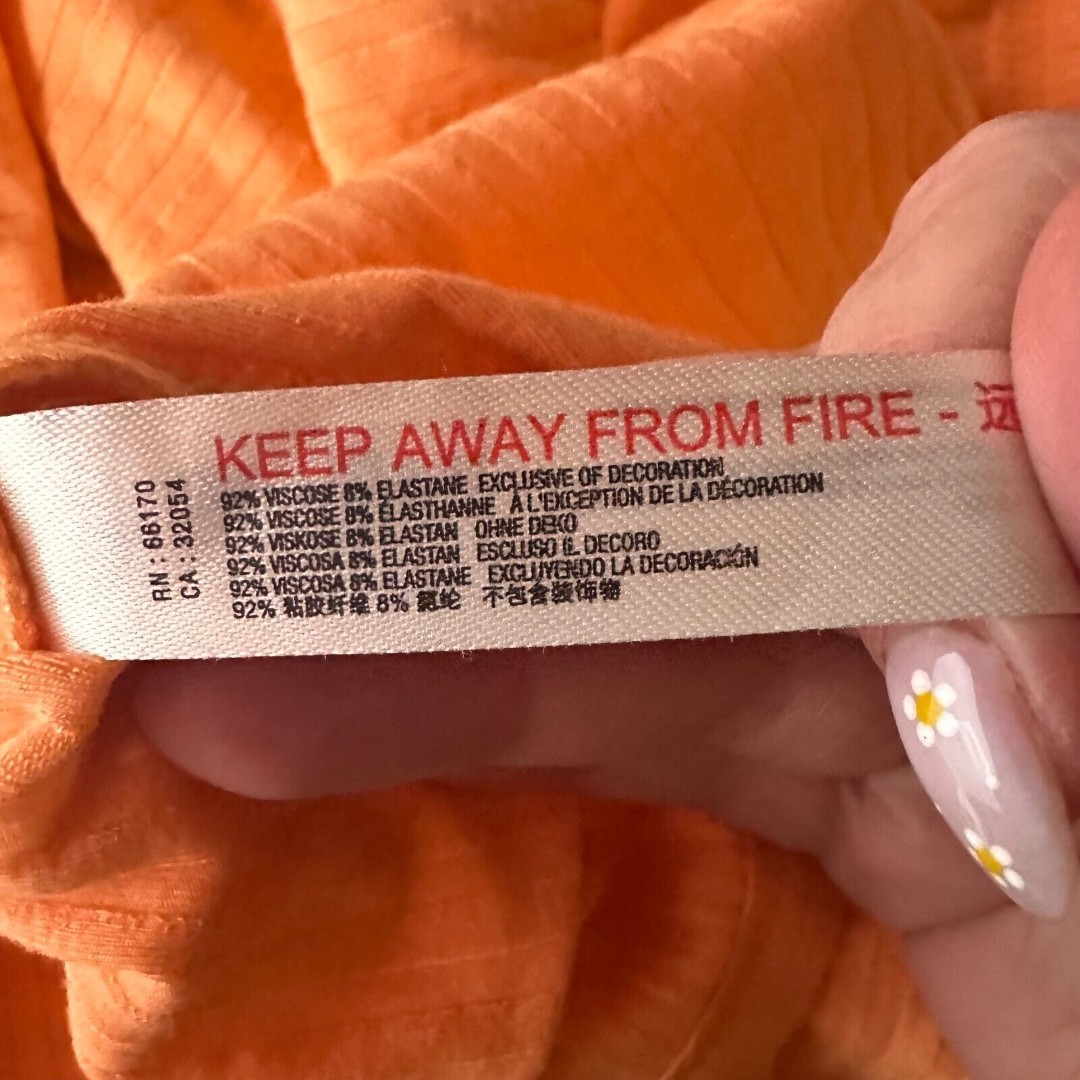 KEEP AWAY FROM FIRE - 远
92% VISCOSE 8% ELASTANE EXCLUSIVE OF DECORATION
92% VISCOSE 8% ÉLASTHANNE À L'EXCEPTION DE LA DÉCORATION
92% VISKOSE 8% ELASTAN OHNE DEKO
92% VISCOSA 8% ELASTAN ESCLUSO IL DECORO
92% VISCOSA 8% ELASTANE EXCLUYENDO LA DECORACIÓN
92% 粘胶纤维 8% 氨纶 不包含装饰物
RN : 66170
CA : 32054